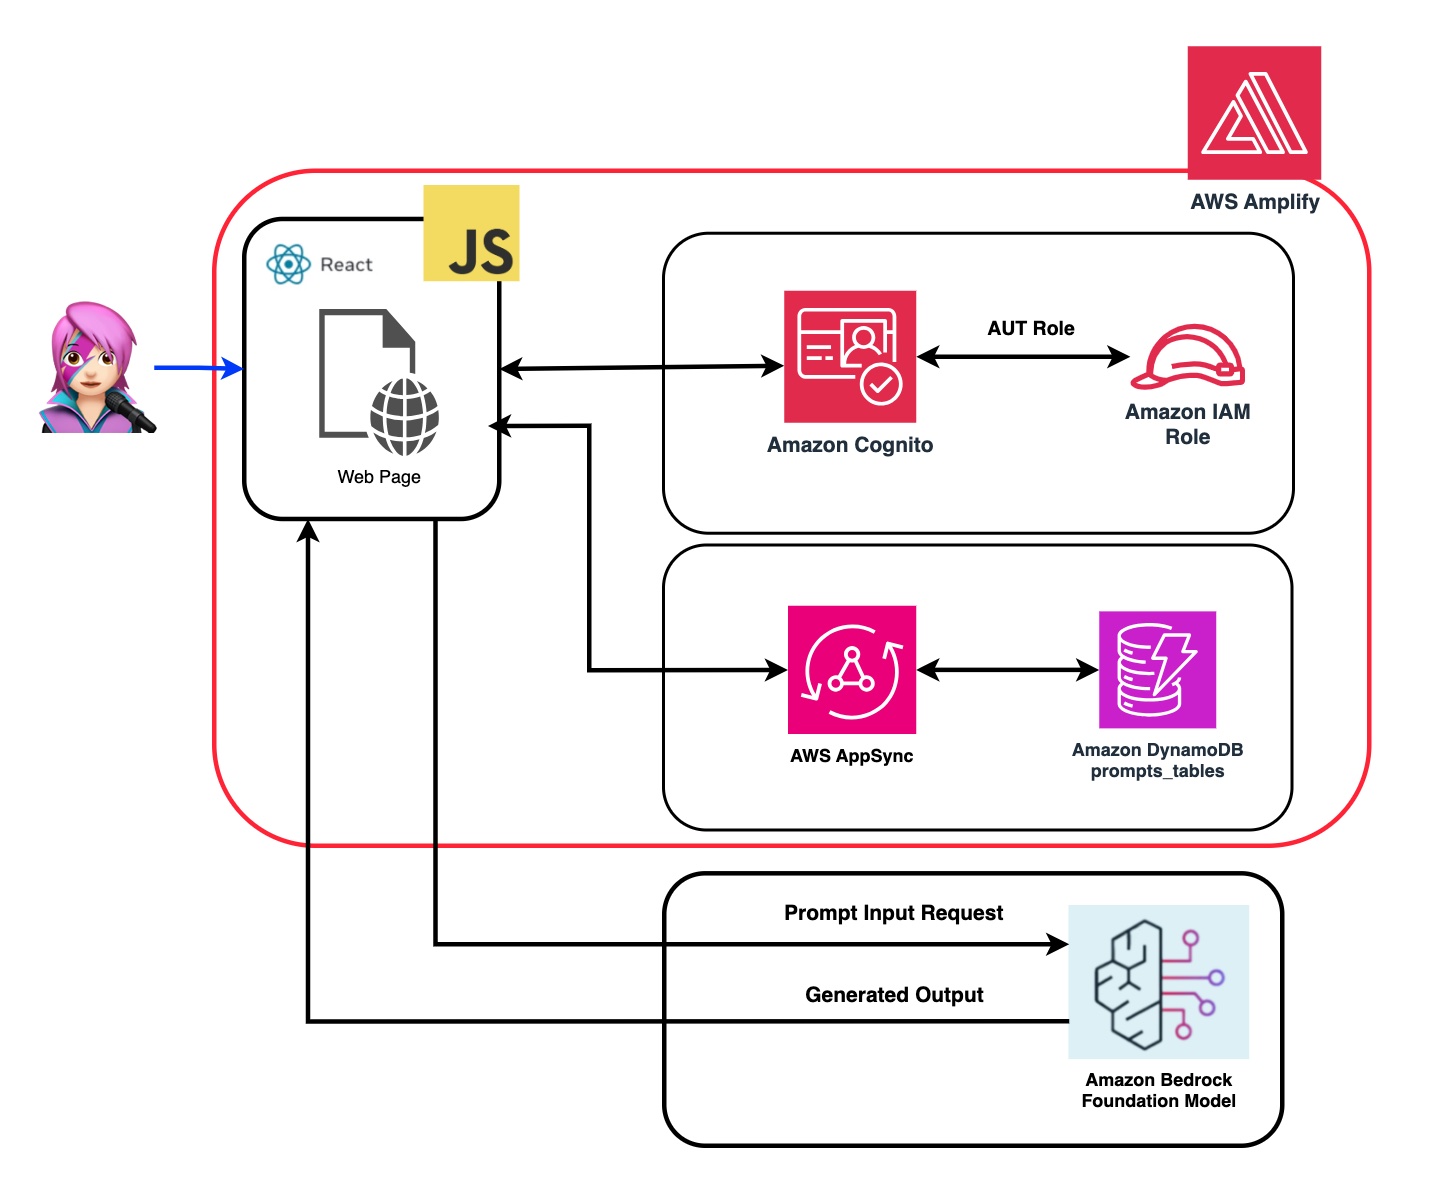 AWS Amplify
JS
React
Web Page
AUT Role
Amazon Cognito
Amazon IAM
Role
AWS AppSync
Amazon DynamoDB
prompts_tables
Prompt Input Request
Generated Output
Amazon Bedrock
Foundation Model